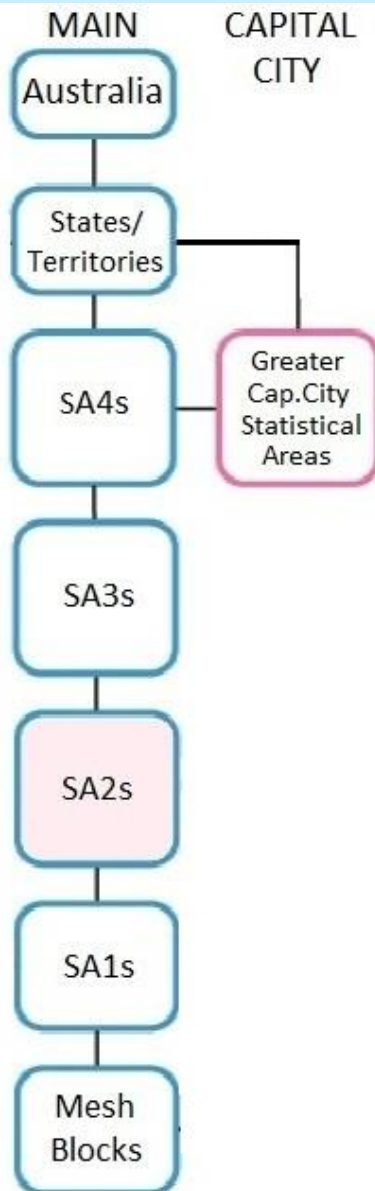 MAIN
CAPITAL
CITY
Australia
States/
Territories
SA4s
Greater
Cap.City
Statistical
Areas
SA3s
SA2s
SA1s
Mesh
Blocks